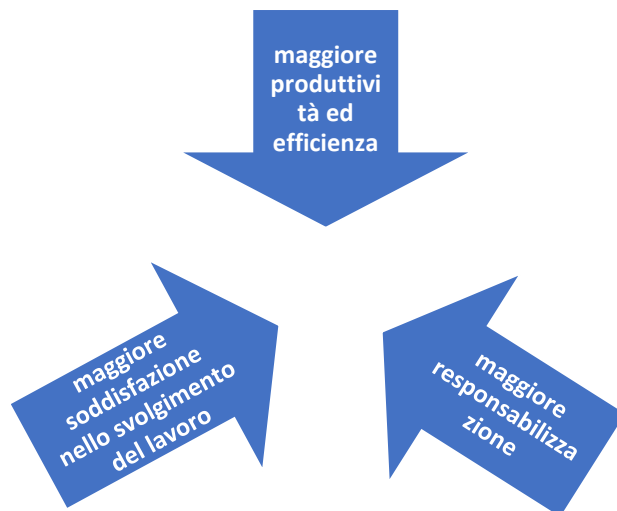 maggiore
produttivi
tà ed
efficienza
maggiore
soddisfazione
nello svolgimento
del lavoro
maggiore
responsabilizza
zione